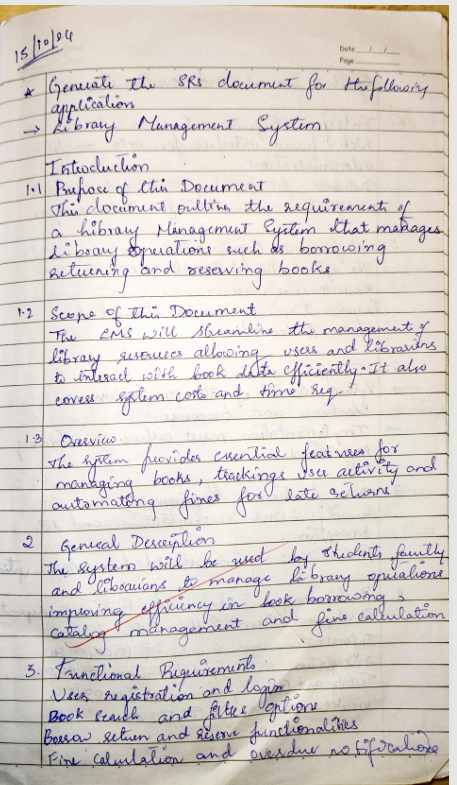 15/10/24
Date / /
Page
* Generate the SRS document for the following
application
→ Library Management System
Introduction
1.1 Purpose of this Document
This document outlines the requirements of
a Library Management System that manages
Library operations such as borrowing
returning and reserving books
1.2 Scope of this Document
The LMS will streamline the management of
library resources allowing users and librarians
to interact with book data efficiently. It also
covers system costs and time req.
1.3 Overview
The system provides essential features for
managing books, trackings user activity and
automating fines for late returns
2 General Description
The system will be used by students faculty
and librarians to manage library operations
improving efficiency in book borrowing,
catalog management and fine calculation
3. Functional Requirements
User registration and login
Book search and filter options
Borrow return and reserve functionalities
Fine calculation and overdue notifications